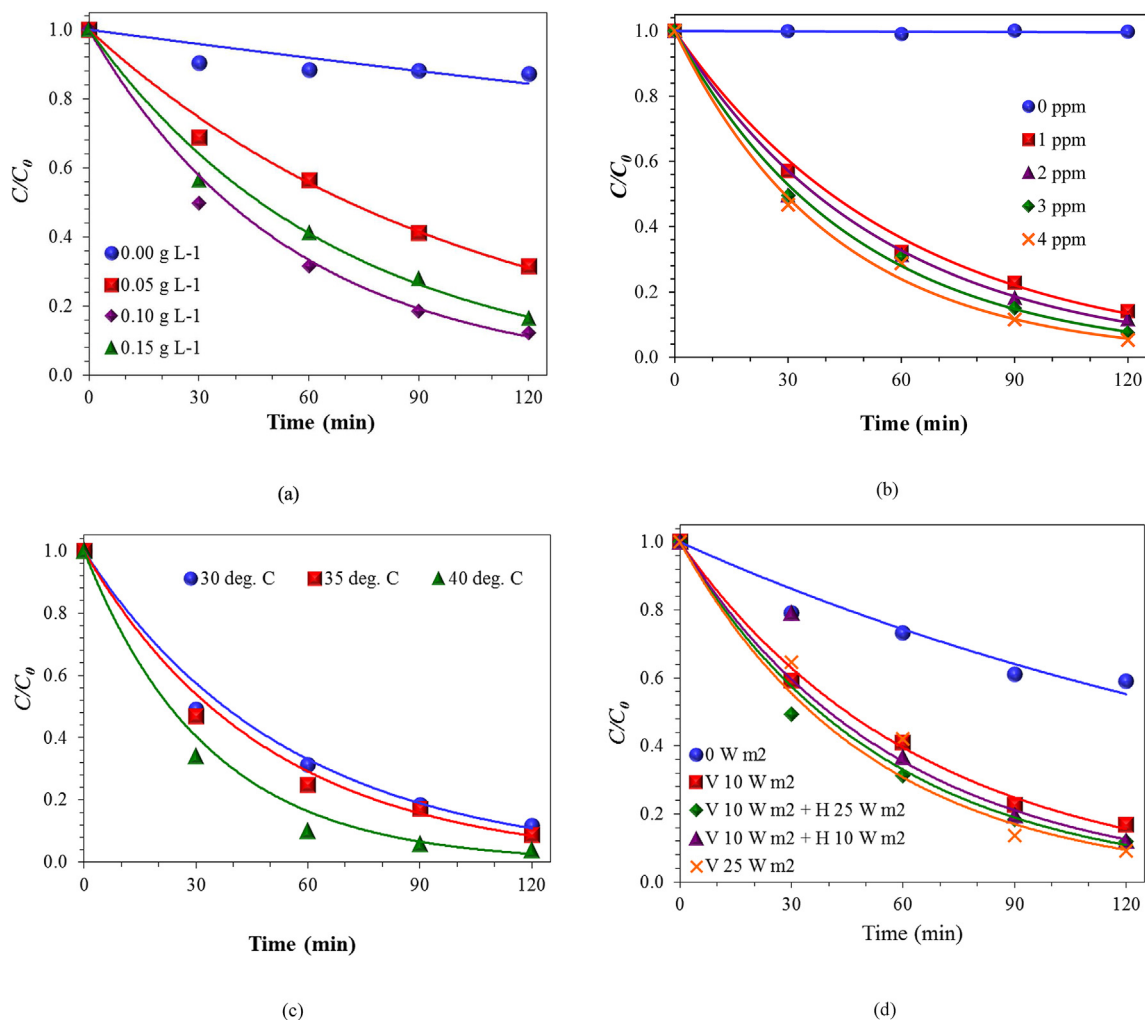 1.0
0.8
0.6
0.4
0.2
0.0
C/C0
0.00 g L-1
0.05 g L-1
0.10 g L-1
0.15 g L-1
0 30 60 90 120
Time (min)
(a)
1.0
0.8
0.6
0.4
0.2
0.0
C/C0
0 ppm
1 ppm
2 ppm
3 ppm
4 ppm
0 30 60 90 120
Time (min)
(b)
1.0
0.8
0.6
0.4
0.2
0.0
C/C0
30 deg. C 35 deg. C 40 deg. C
0 30 60 90 120
Time (min)
(c)
1.0
0.8
0.6
0.4
0.2
0.0
C/C0
0 W m2
V 10 W m2
V 10 W m2 + H 25 W m2
V 10 W m2 + H 10 W m2
V 25 W m2
0 30 60 90 120
Time (min)
(d)